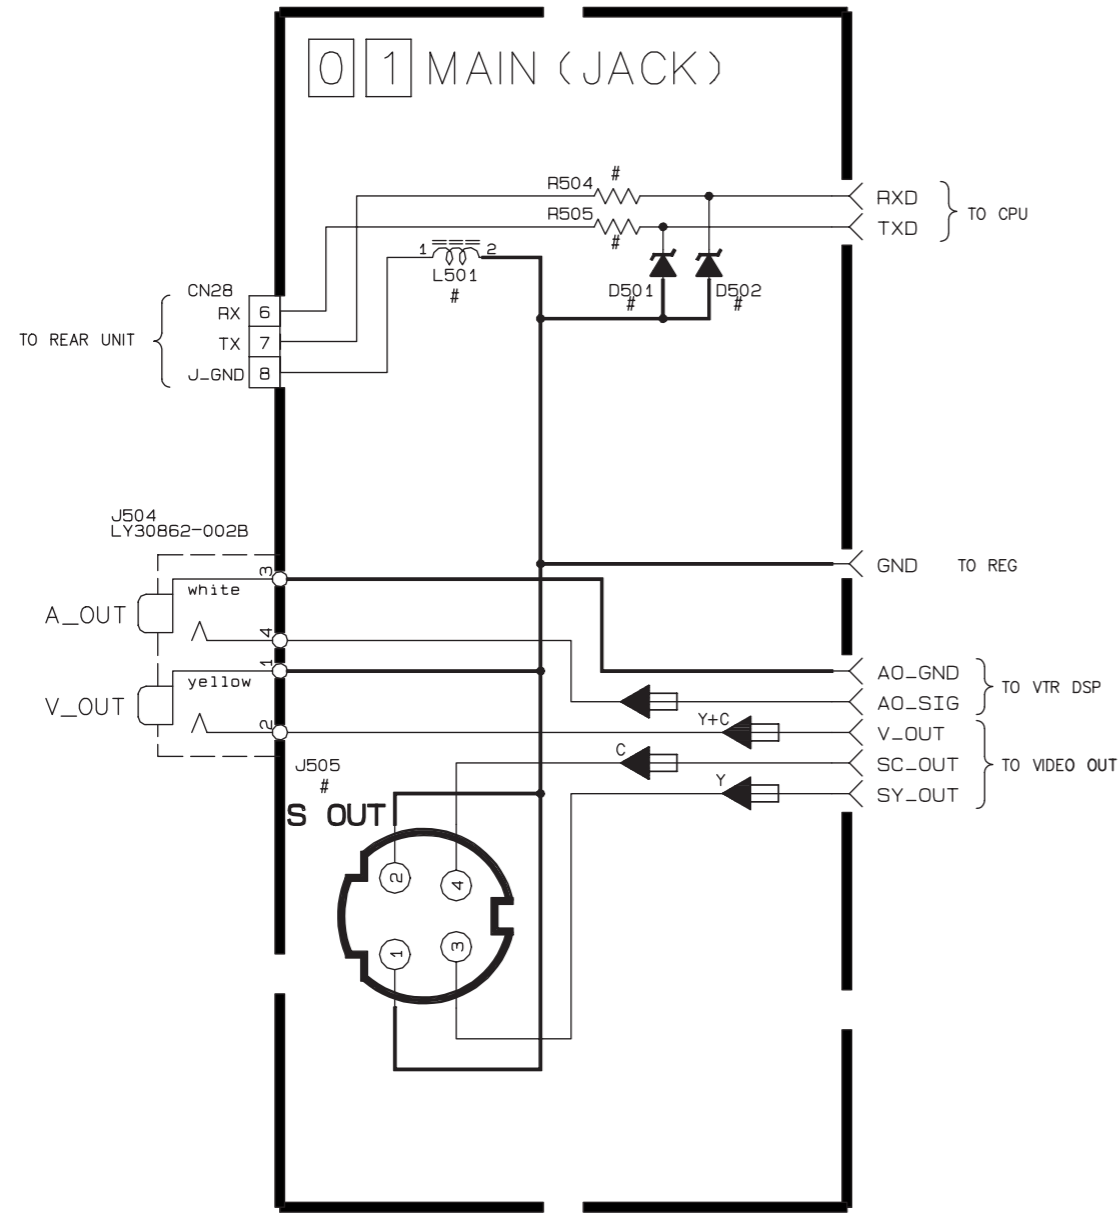 0 1 MAIN (JACK)
R504 #
RXD
R505 #
TXD
TO CPU
1 2
L501
#
D501
#
D502
#
CN28
RX 6
TX 7
J_GND 8
TO REAR UNIT
J504
LY30862-002B
GND TO REG
3
white
A_OUT
4
1
yellow
V_OUT
2
AO_GND
AO_SIG
TO VTR DSP
Y+C
V_OUT
C
SC_OUT
Y
SY_OUT
TO VIDEO OUT
J505
#
S OUT
2 4
1 3